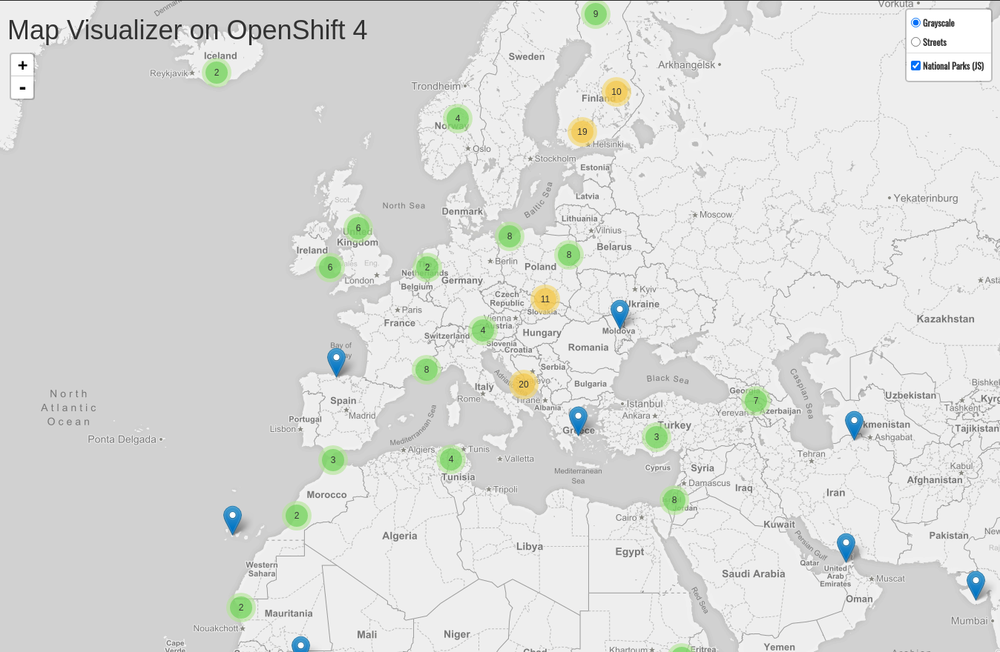 Denmark
Vorkuta
Map Visualizer on OpenShift 4
9
Grayscale
Streets
National Parks (JS)
+
-
Iceland
Reykjavik
2
Sweden
Arkhangelsk
Trondheim
10
Finland
4
Norway
19
Helsinki
Oslo
Stockholm
Estonia
Scot.
North Sea
Baltic Sea
Latvia
Yekaterinburg
Denmark
Lithuania
Moscow
6
United
Kingdom
8
Vilnius
Belarus
Ireland
6
Eng.
London
2
Netherlands
Belgium
Berlin
Germany
Poland
8
Czech
Republic
11
Slovakia
Kyiv
Ukraine
Moldova
Paris
France
Vienna
Austria
4
Switzerland
Slovenia
Croatia
Hungary
Romania
Kazakhstan
Asta
Bay of
8
Serbia
20
Italy
Rome
Tirane
Albania
Bulgaria
Black Sea
Caspian Sea
Georgia
7
Yerevan
Azerbaijan
Uzbekistan
Bishkek
Tashkent
Kyrg
North
Atlantic
Ocean
Spain
Madrid
Portugal
Lisbon
Ponta Delgada
Mediterranean Sea
Greece
Istanbul
Ankara
Turkey
3
kmenistan
Ashgabat
Tajikistan
3
Algiers
4
Tunis
Tunisia
Valletta
Tripoli
Mediterranean
Sea
Cyprus
Syria
Damascus
Tehran
Kabul
Afghanistan
Iraq
Iran
Morocco
2
8
Jordan
Cairo
Kuwait
Persian Gulf
Pakistan
New
Algeria
Libya
Egypt
Western
Sahara
Saudi Arabia
Qatar
United
Arab
Emirates
Muscat
Oman
Raj
2
Mauritania
Nouakchott
Red Sea
Mumbai
Mali
Niger
Chad
Cape
Verde
Khartoum
Eritrea
Yemen
Arabian